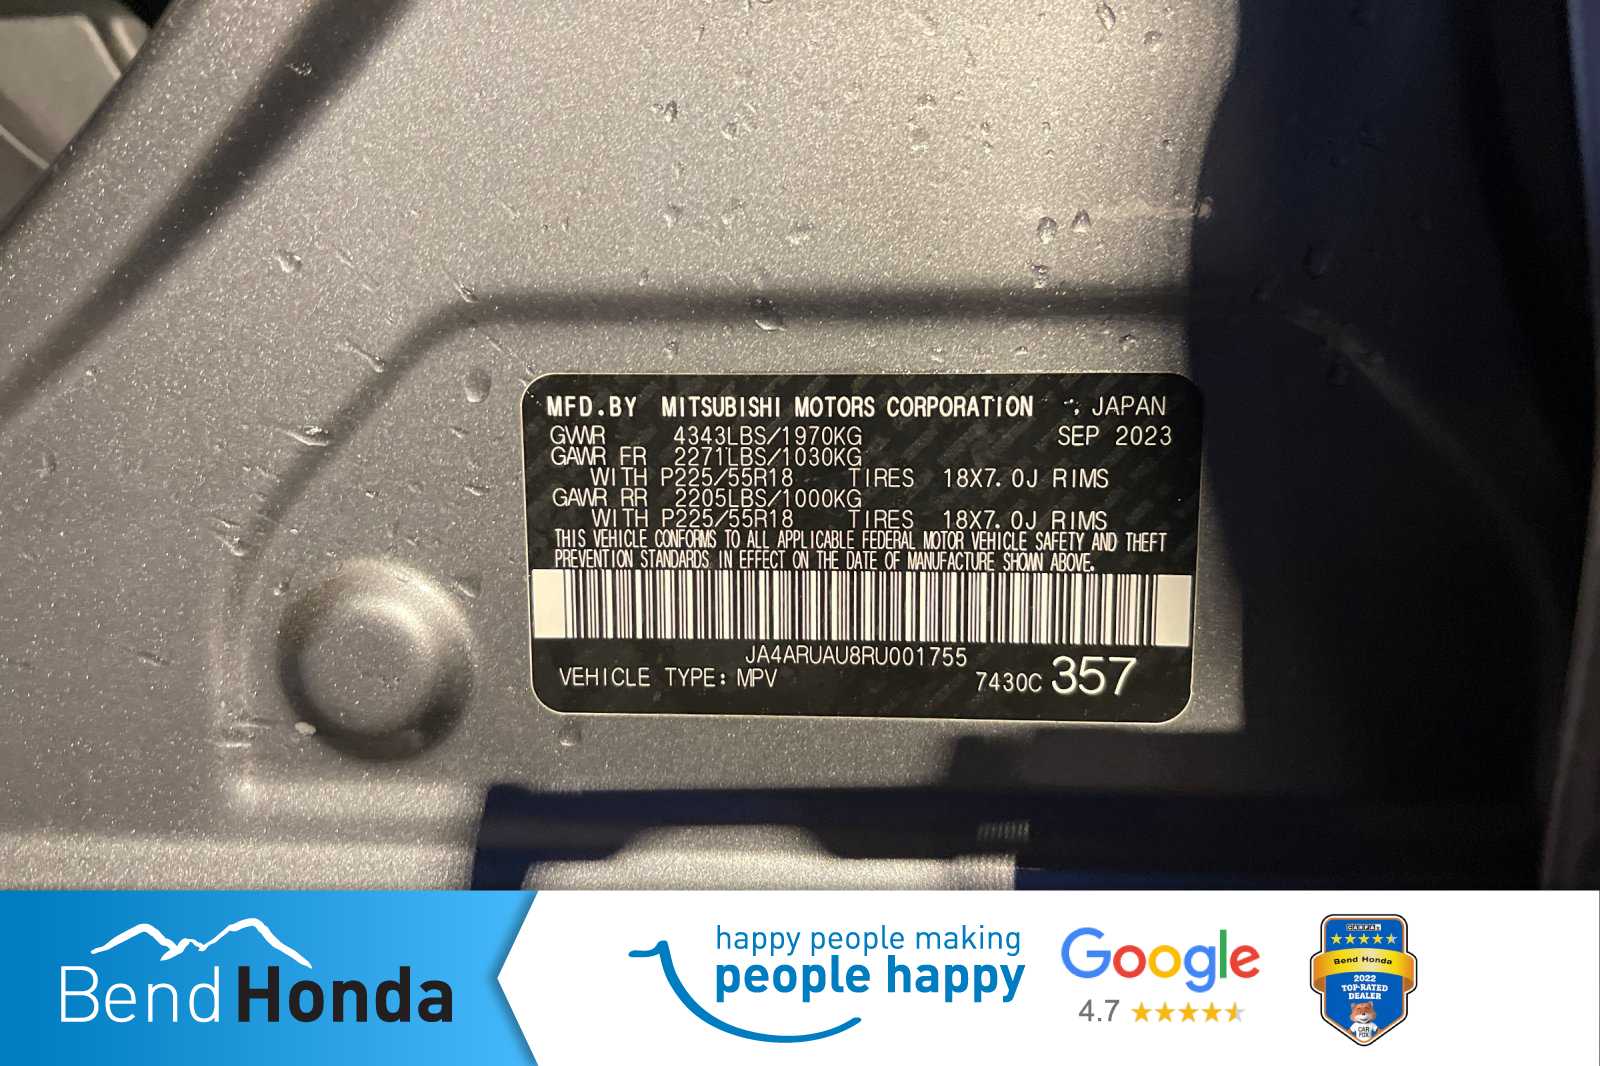 MFD.BY MITSUBISHI MOTORS CORPORATION , JAPAN
GVWR 4343LBS/1970KG SEP 2023
GAWR FR 2271LBS/1030KG
WITH P225/55R18 TIRES 18X7.0J RIMS
GAWR RR 2205LBS/1000KG
WITH P225/55R18 TIRES 18X7.0J RIMS
THIS VEHICLE CONFORMS TO ALL APPLICABLE FEDERAL MOTOR VEHICLE SAFETY AND THEFT
PREVENTION STANDARDS IN EFFECT ON THE DATE OF MANUFACTURE SHOWN ABOVE.
JA4ARUAU8RU001755
VEHICLE TYPE: MPV 7430C 357
Bend Honda
happy people making
people happy
Google
4.7
CARFAX
Bend Honda
2022
TOP-RATED
DEALER
CAR
FOX